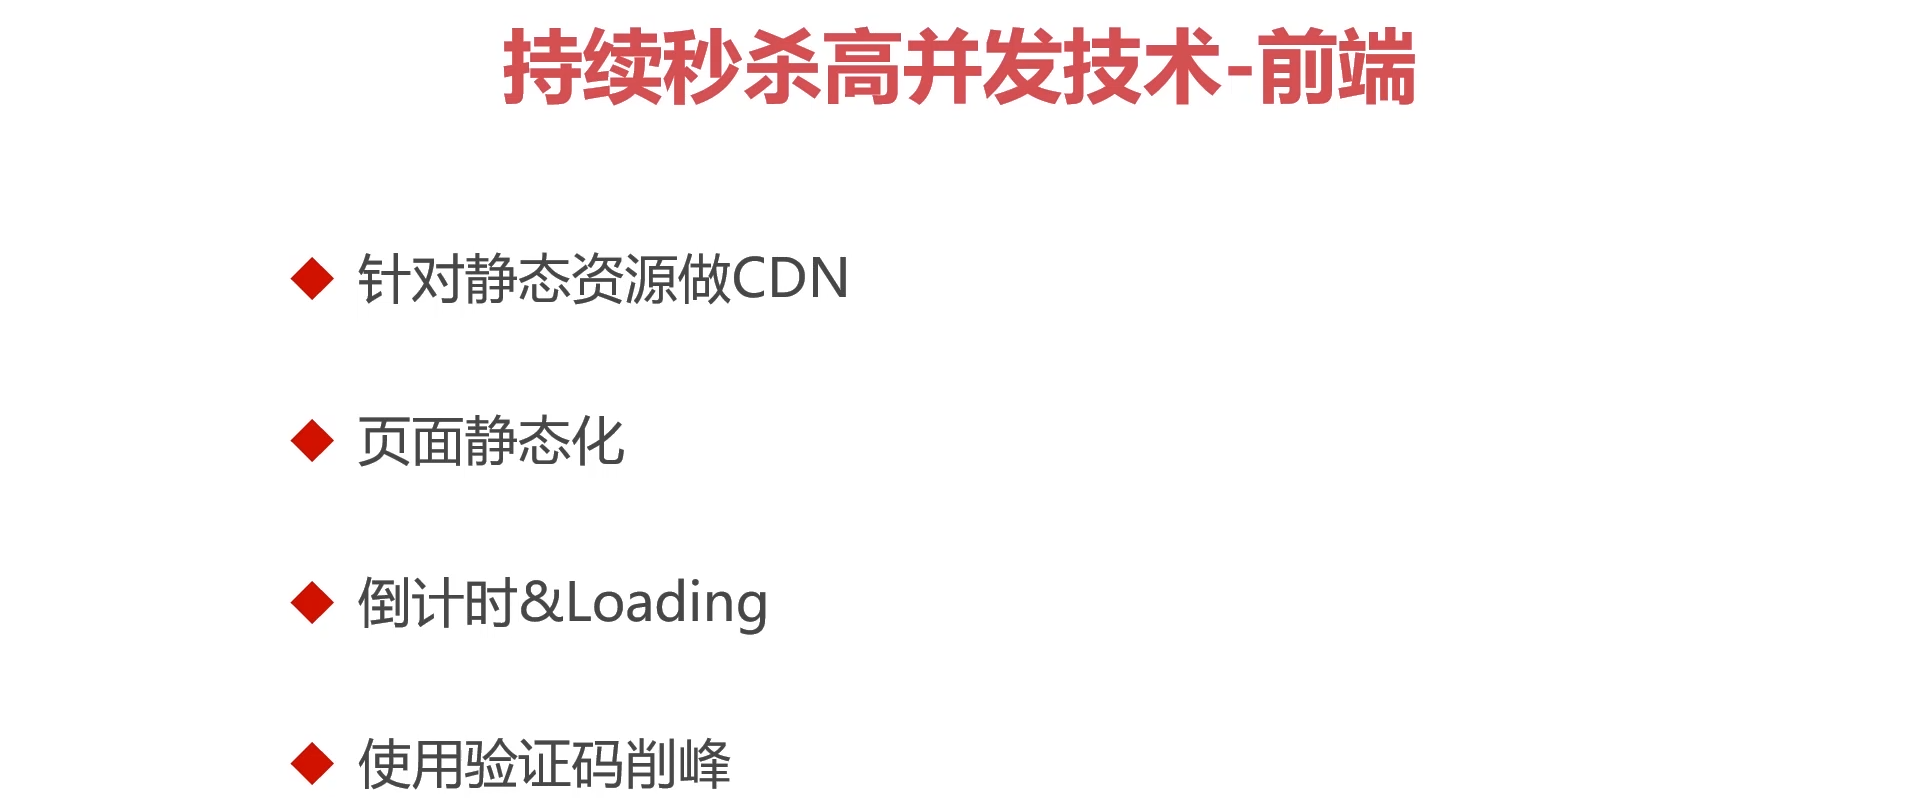 持续秒杀高并发技术-前端
针对静态资源做CDN
页面静态化
倒计时&Loading
使用验证码削峰